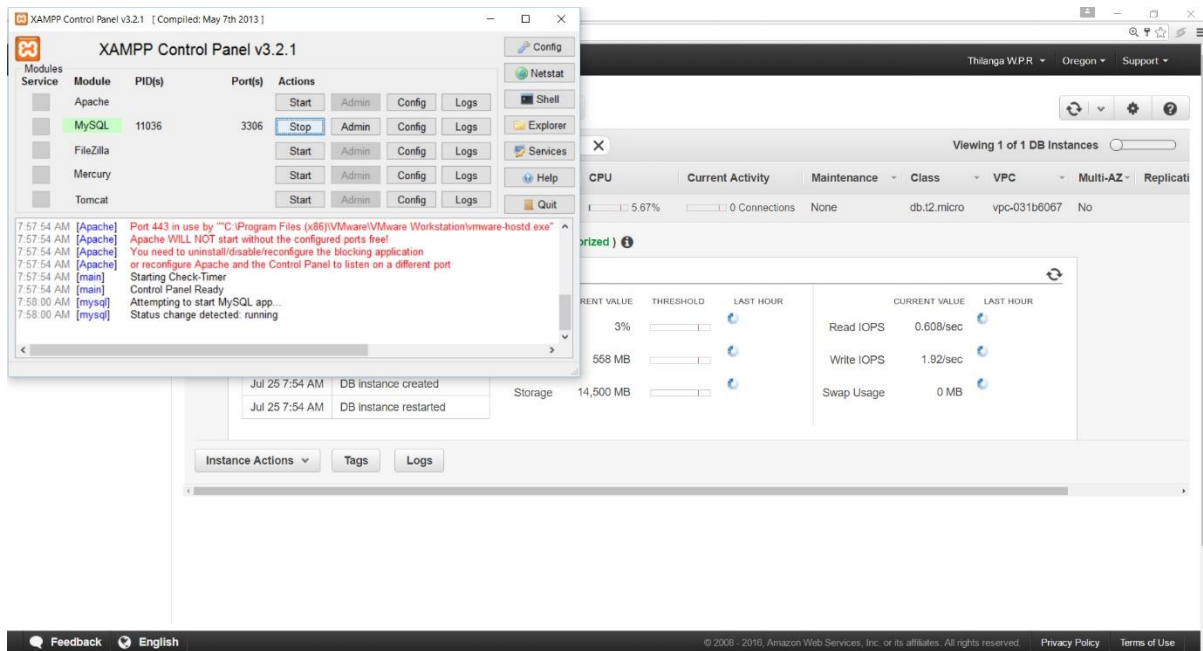 XAMPP Control Panel v3.2.1 [ Compiled: May 7th 2013 ]
XAMPP Control Panel v3.2.1
Config
Modules
Service Module PID(s) Port(s) Actions
Netstat
Apache Start Admin Config Logs
Shell
MySQL 11036 3306 Stop Admin Config Logs
Explorer
FileZilla Start Admin Config Logs
Services
Mercury Start Admin Config Logs
Help
Tomcat Start Admin Config Logs
Quit
7:57:54 AM [Apache] Port 443 in use by ""C:\Program Files (x86)\VMware\VMware Workstation\vmware-hostd.exe"
7:57:54 AM [Apache] Apache WILL NOT start without the configured ports free!
7:57:54 AM [Apache] You need to uninstall/disable/reconfigure the blocking application
7:57:54 AM [Apache] or reconfigure Apache and the Control Panel to listen on a different port
7:57:54 AM [main] Starting Check-Timer
7:57:54 AM [main] Control Panel Ready
7:58:00 AM [mysql] Attempting to start MySQL app...
7:58:00 AM [mysql] Status change detected: running
Thilanga W.P.R Oregon Support
Viewing 1 of 1 DB Instances
CPU Current Activity Maintenance Class VPC Multi-AZ Replicati
5.67% 0 Connections None db.t2.micro vpc-031b6067 No
orized )
RENT VALUE THRESHOLD LAST HOUR CURRENT VALUE LAST HOUR
3% Read IOPS 0.608/sec
558 MB Write IOPS 1.92/sec
Jul 25 7:54 AM DB instance created
Storage 14,500 MB Swap Usage 0 MB
Jul 25 7:54 AM DB instance restarted
Instance Actions Tags Logs
Feedback English © 2008 - 2016, Amazon Web Services, Inc. or its affiliates. All rights reserved. Privacy Policy Terms of Use